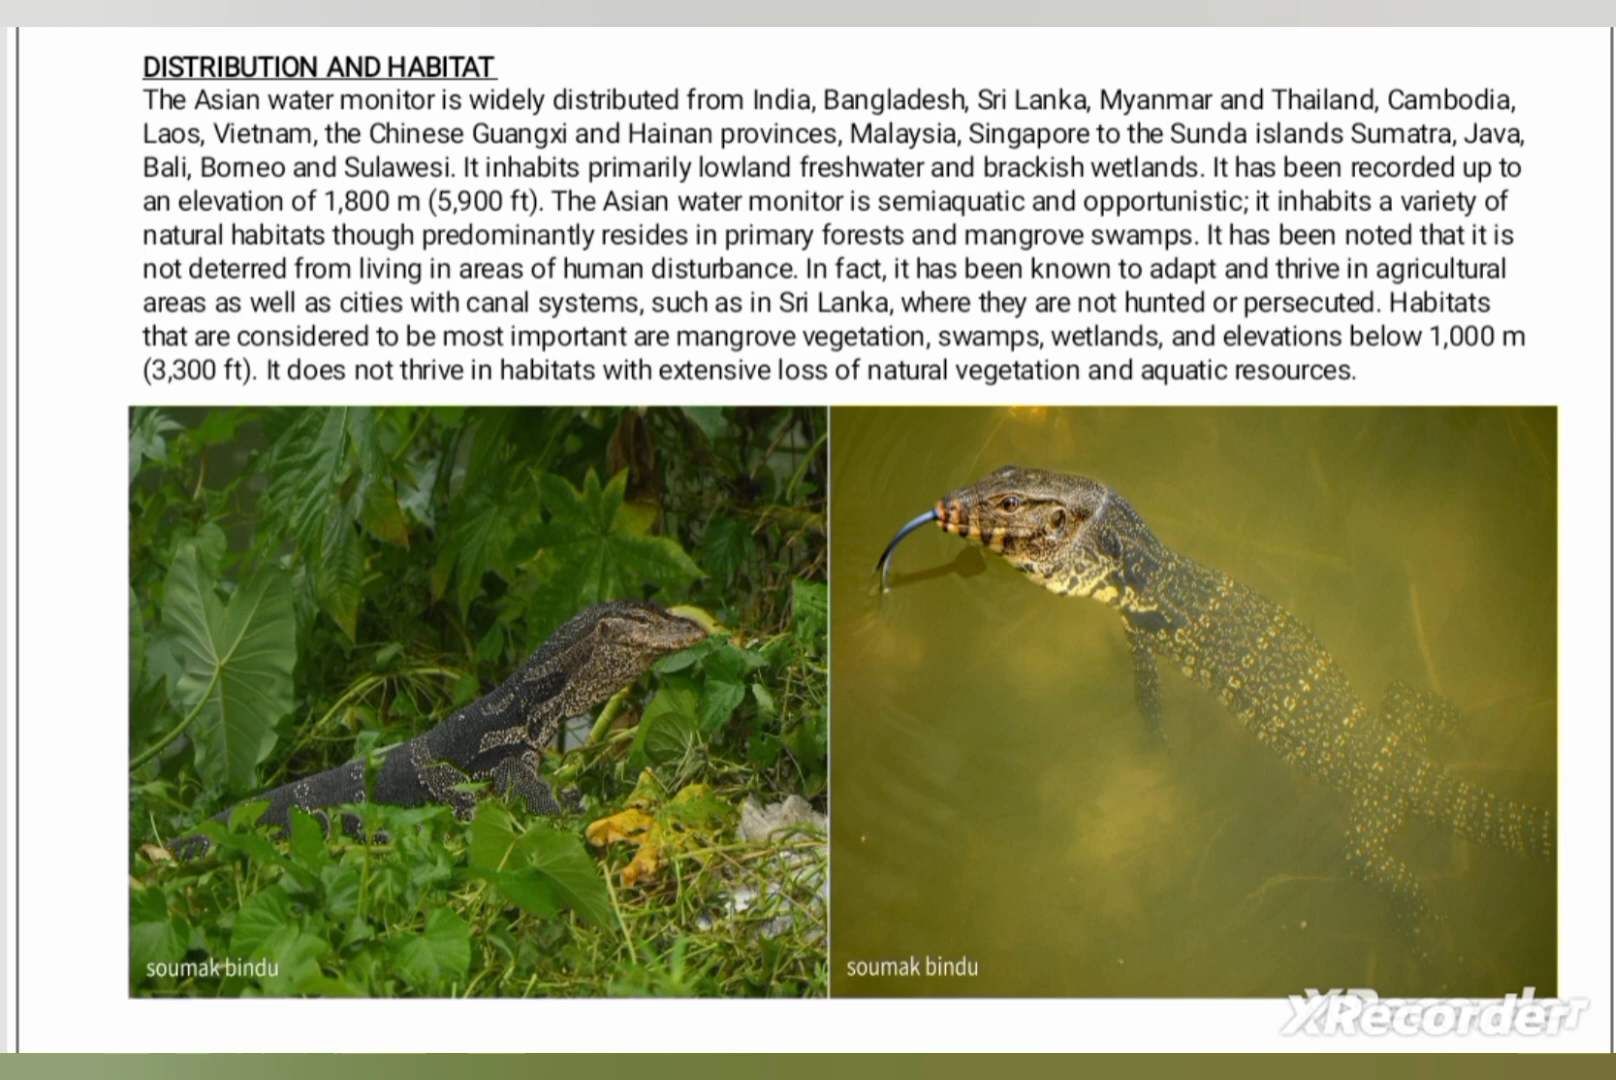 DISTRIBUTION AND HABITAT
The Asian water monitor is widely distributed from India, Bangladesh, Sri Lanka, Myanmar and Thailand, Cambodia,
Laos, Vietnam, the Chinese Guangxi and Hainan provinces, Malaysia, Singapore to the Sunda islands Sumatra, Java,
Bali, Borneo and Sulawesi. It inhabits primarily lowland freshwater and brackish wetlands. It has been recorded up to
an elevation of 1,800 m (5,900 ft). The Asian water monitor is semiaquatic and opportunistic; it inhabits a variety of
natural habitats though predominantly resides in primary forests and mangrove swamps. It has been noted that it is
not deterred from living in areas of human disturbance. In fact, it has been known to adapt and thrive in agricultural
areas as well as cities with canal systems, such as in Sri Lanka, where they are not hunted or persecuted. Habitats
that are considered to be most important are mangrove vegetation, swamps, wetlands, and elevations below 1,000 m
(3,300 ft). It does not thrive in habitats with extensive loss of natural vegetation and aquatic resources.
soumak bindu
soumak bindu
XRecorder